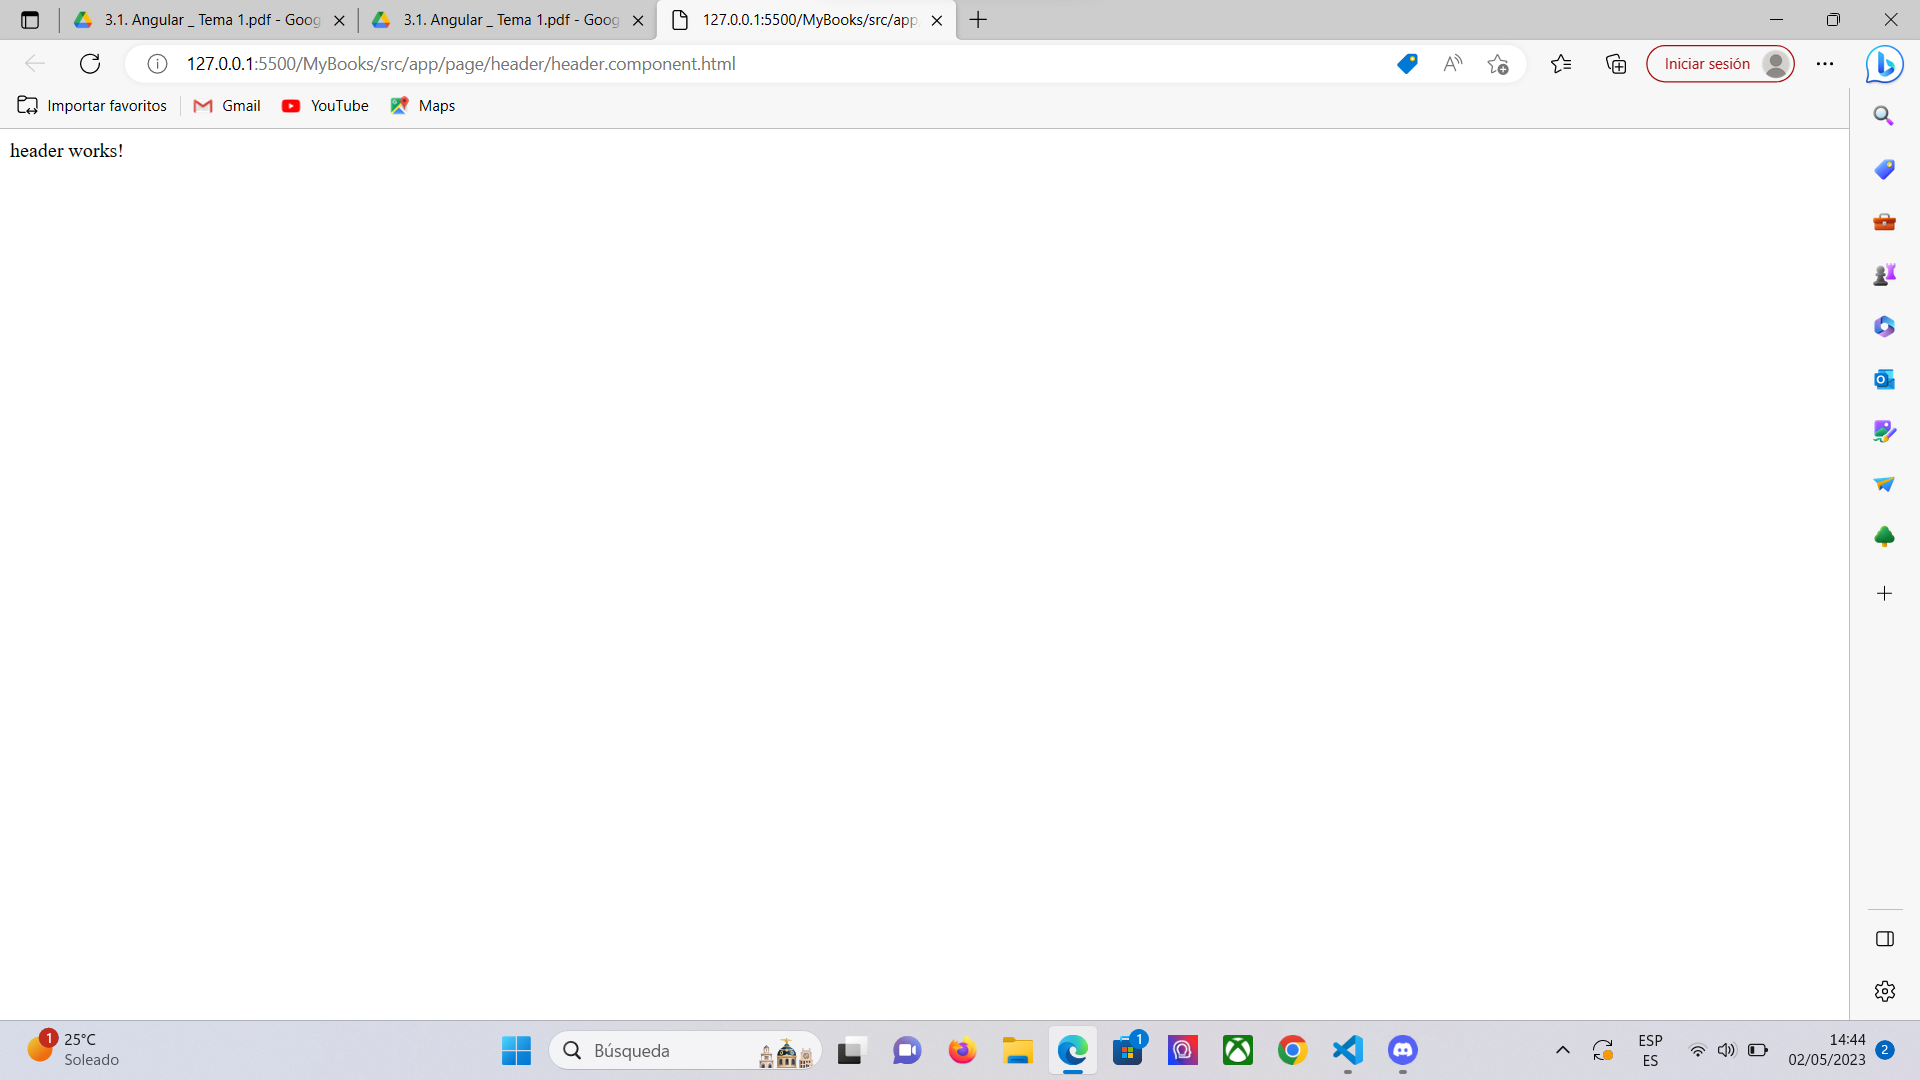 3.1. Angular _ Tema 1.pdf - Goog
3.1. Angular _ Tema 1.pdf - Goog
127.0.0.1:5500/MyBooks/src/app
127.0.0.1:5500/MyBooks/src/app/page/header/header.component.html
Iniciar sesión
Importar favoritos
Gmail
YouTube
Maps
header works!
1
25°C
Soleado
Búsqueda
1
ESP
ES
14:44
02/05/2023
2